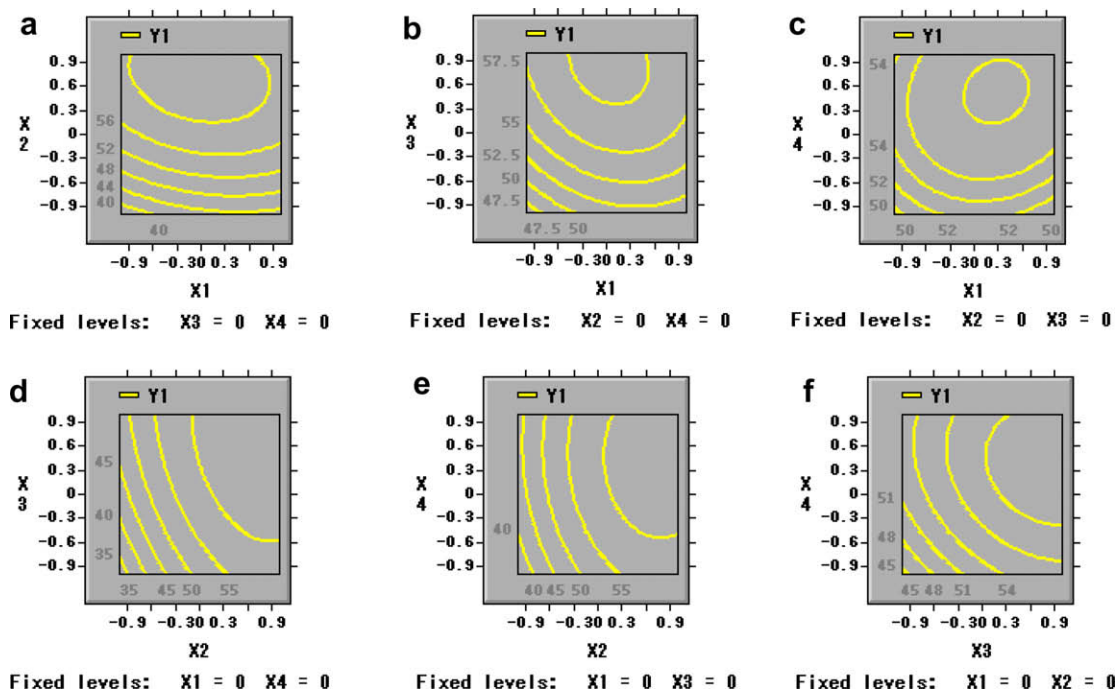 a
Y1
0.9
0.6
0.3
0
-0.3
-0.6
-0.9
X
2
56
52
48
44
40
40
-0.9 -0.30 0.3 0.9
X1
Fixed levels: X3 = 0 X4 = 0
b
Y1
0.9
0.6
0.3
0
-0.3
-0.6
-0.9
X
3
57.5
55
52.5
50
47.5
47.5 50
-0.9 -0.30 0.3 0.9
X1
Fixed levels: X2 = 0 X4 = 0
c
Y1
0.9
0.6
0.3
0
-0.3
-0.6
-0.9
X
4
54
54
52
50
50 52 52 50
-0.9 -0.30 0.3 0.9
X1
Fixed levels: X2 = 0 X3 = 0
d
Y1
0.9
0.6
0.3
0
-0.3
-0.6
-0.9
X
3
45
40
35
35 45 50 55
-0.9 -0.30 0.3 0.9
X2
Fixed levels: X1 = 0 X4 = 0
e
Y1
0.9
0.6
0.3
0
-0.3
-0.6
-0.9
X
4
40
40 45 50 55
-0.9 -0.30 0.3 0.9
X2
Fixed levels: X1 = 0 X3 = 0
f
Y1
0.9
0.6
0.3
0
-0.3
-0.6
-0.9
X
4
51
48
45
45 48 51 54
-0.9 -0.30 0.3 0.9
X3
Fixed levels: X1 = 0 X2 = 0